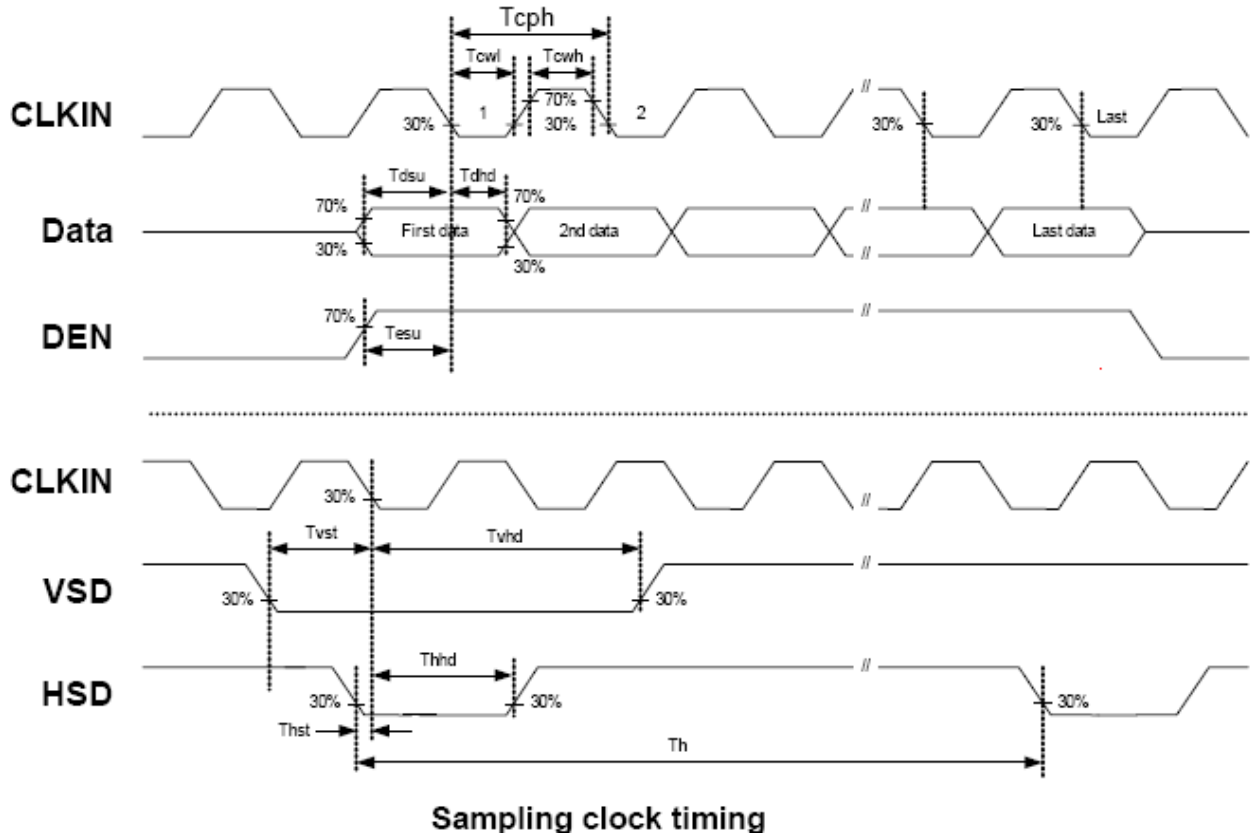 Tcph
Tcwl Tcwh
CLKIN
30% 1 70% 30% 2 // 30% 30% Last
Tdsu Tdhd
Data
70% 70%
First data 2nd data // Last data
30% 30%
DEN
70% //
Tesu
CLKIN
30% //
Tvst Tvhd
VSD
30% 30% //
HSD
Thhd //
30% 30% 30%
Thst
Th
Sampling clock timing